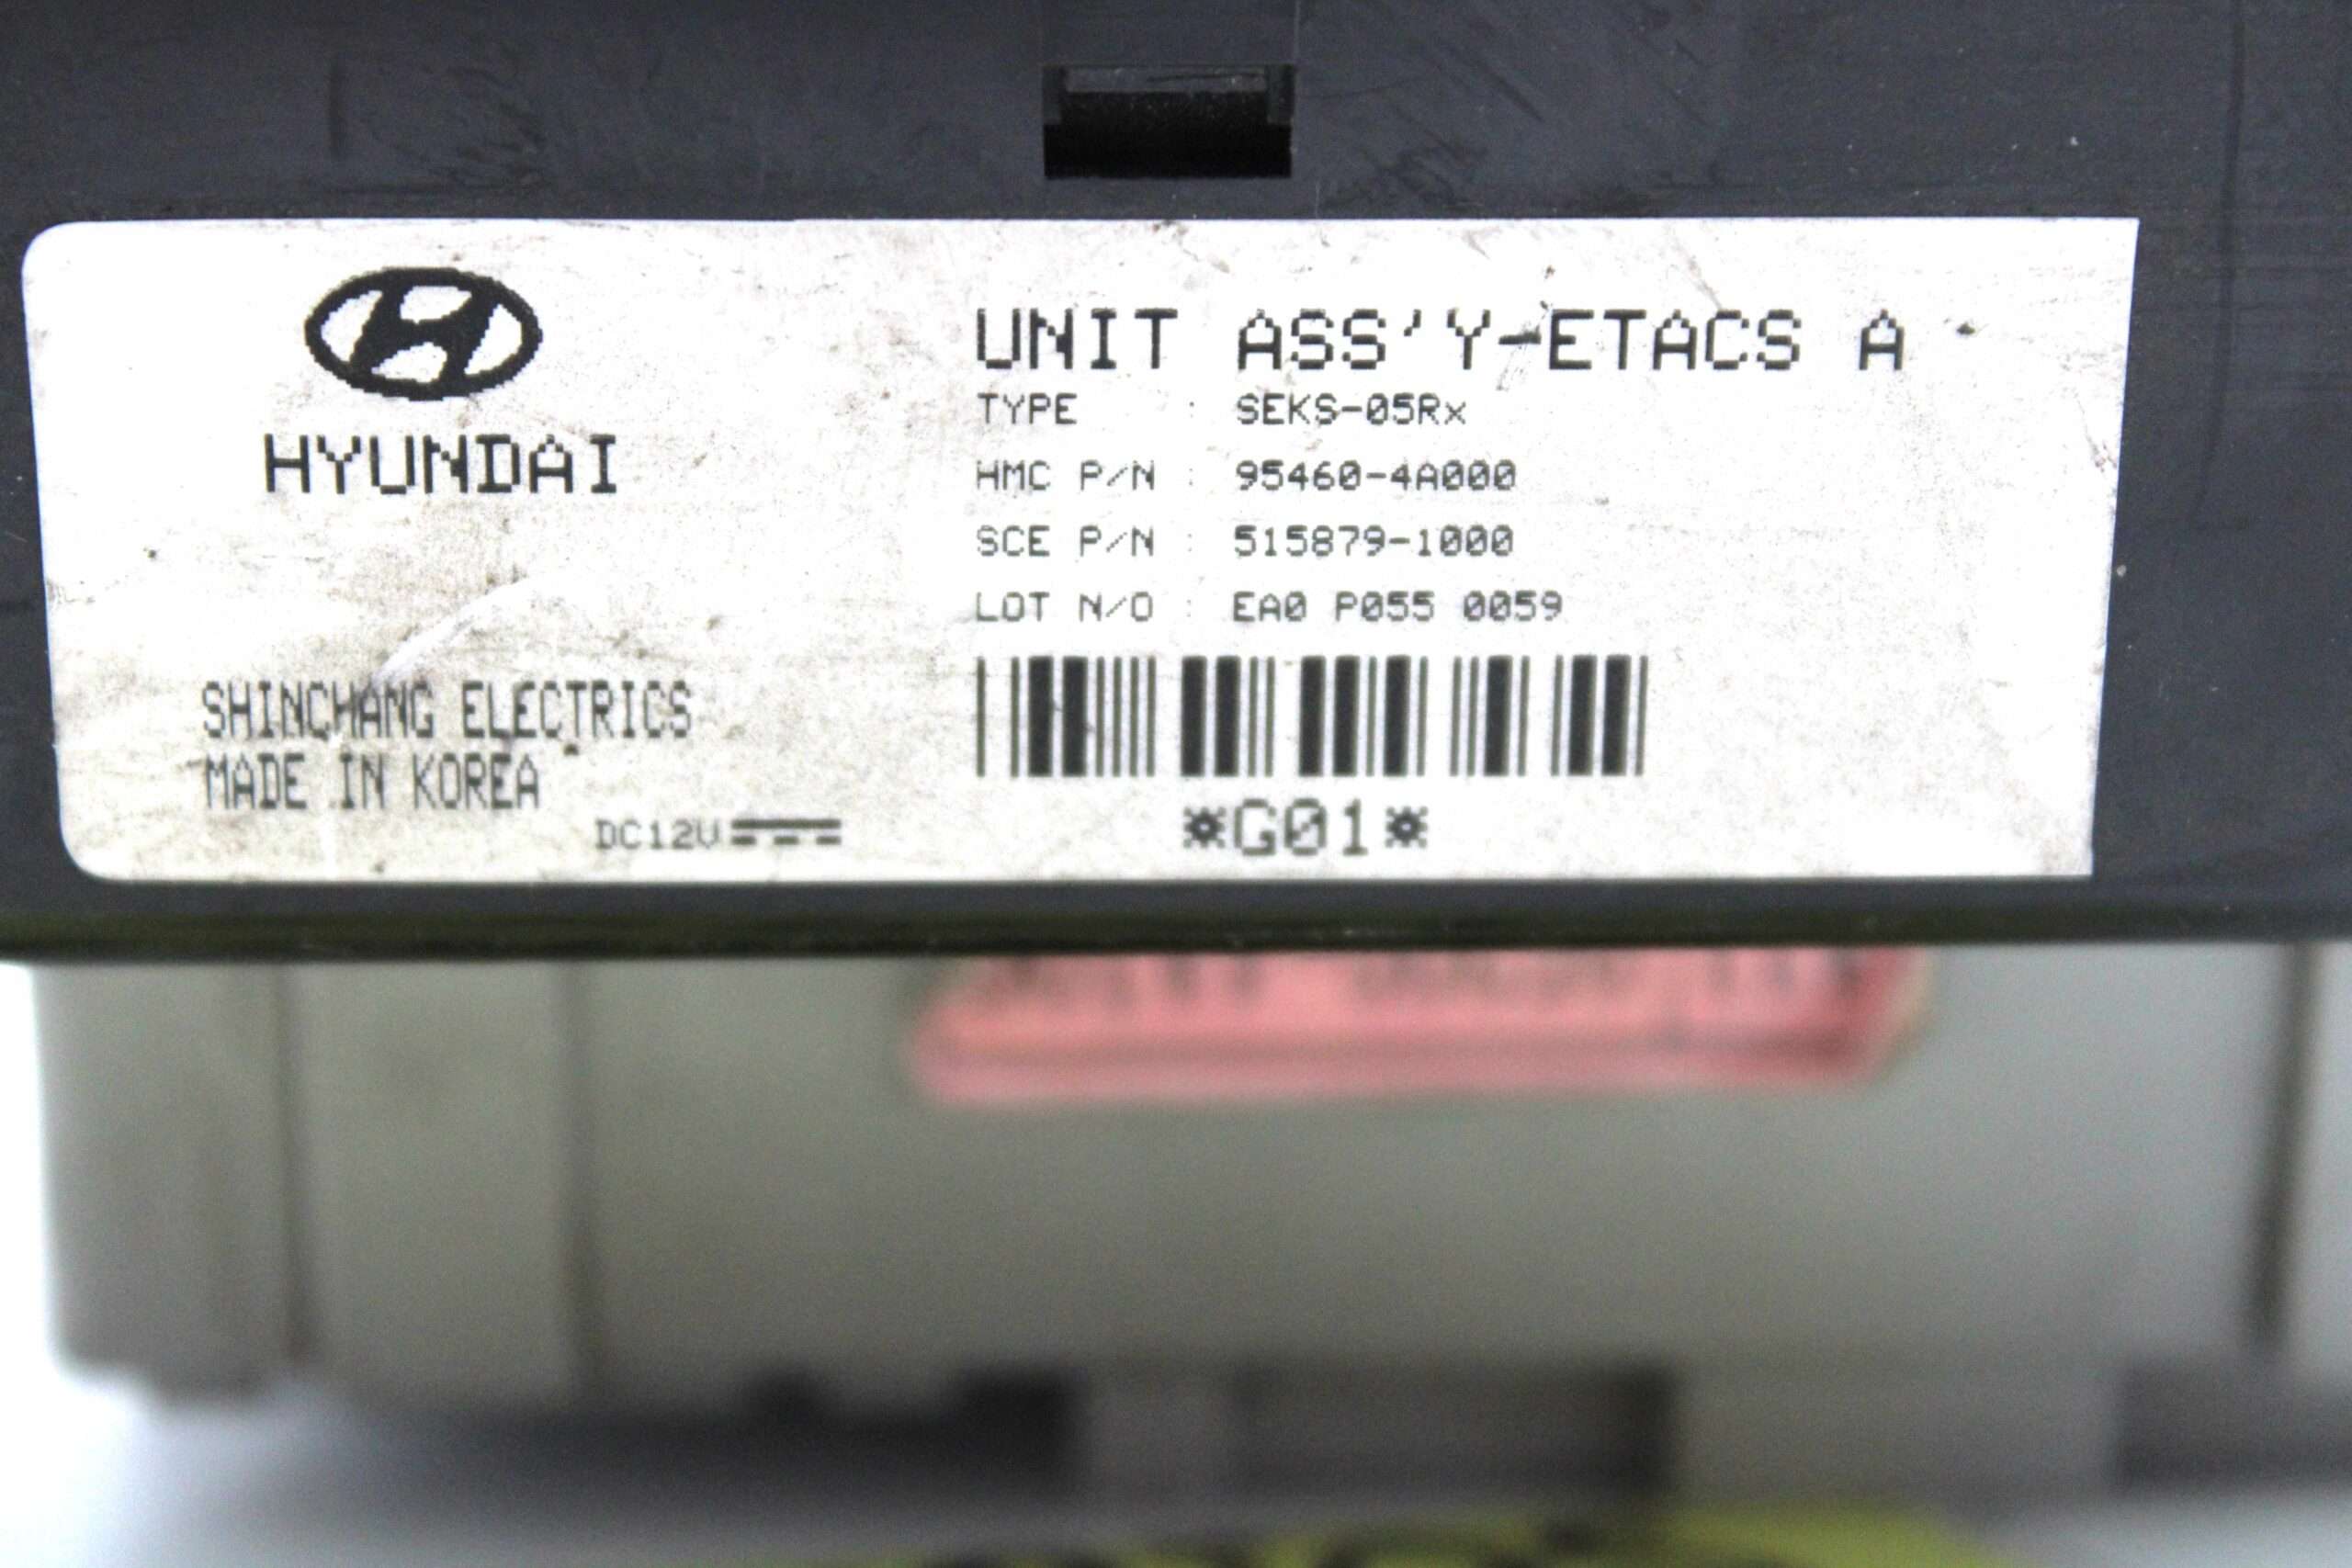 HYUNDAI
SHINCHANG ELECTRICS
MADE IN KOREA
DC12V
UNIT ASS'Y-ETACS A
TYPE : SEKS-05Rx
HMC P/N : 95460-4A000
SCE P/N : 515879-1000
LOT N/O : EA0 P055 0059
*G01*